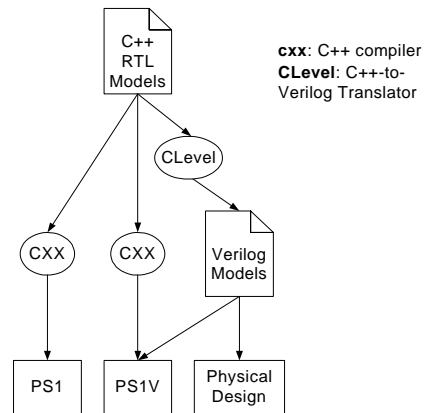 C++
RTL
Models
cxx: C++ compiler
CLevel: C++-to-
Verilog Translator
CLevel
CXX
CXX
Verilog
Models
PS1
PS1V
Physical
Design